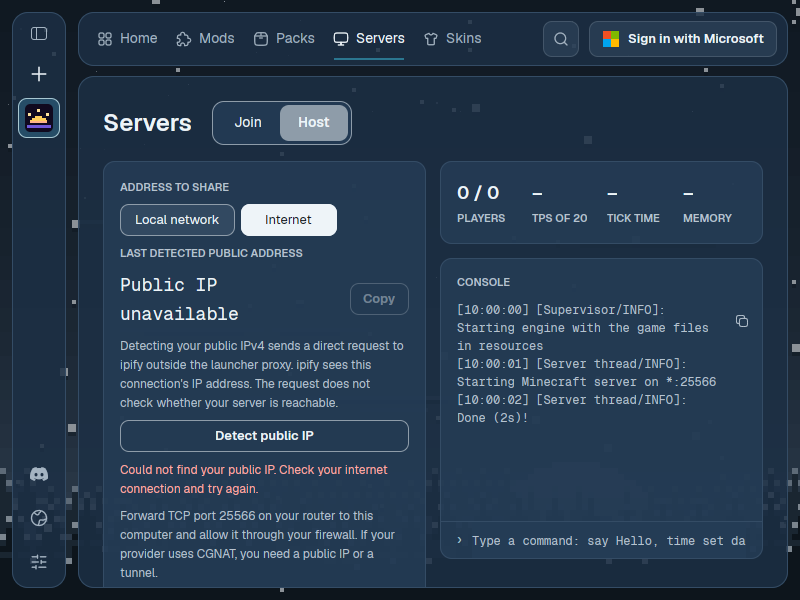 Home
Mods
Packs
Servers
Skins
Sign in with Microsoft
Servers
Join
Host
ADDRESS TO SHARE
Local network
Internet
LAST DETECTED PUBLIC ADDRESS
Public IP
unavailable
Copy
Detecting your public IPv4 sends a direct request to
ipify outside the launcher proxy. ipify sees this
connection's IP address. The request does not
check whether your server is reachable.
Detect public IP
Could not find your public IP. Check your internet
connection and try again.
Forward TCP port 25566 on your router to this
computer and allow it through your firewall. If your
provider uses CGNAT, you need a public IP or a
tunnel.
0 / 0
–
–
–
PLAYERS
TPS OF 20
TICK TIME
MEMORY
CONSOLE
[10:00:00] [Supervisor/INFO]:
Starting engine with the game files
in resources
[10:00:01] [Server thread/INFO]:
Starting Minecraft server on *:25566
[10:00:02] [Server thread/INFO]:
Done (2s)!
› Type a command: say Hello, time set da